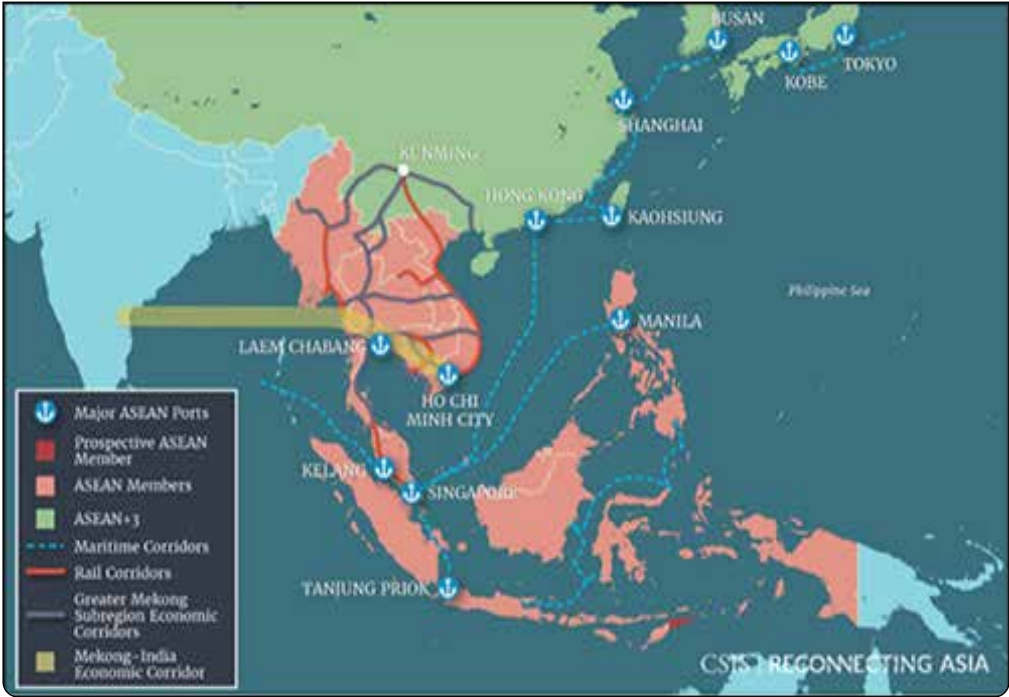 BUSAN
TOKYO
KOBE
SHANGHAI
KUNMING
HONG KONG
KAOHSIUNG
Philippine Sea
MANILA
LAEM CHABANG
HO CHI
MINH CITY
KELANG
SINGAPORE
TANJUNG PRIOK
Major ASEAN Ports
Prospective ASEAN
Member
ASEAN Members
ASEAN+3
Maritime Corridors
Rail Corridors
Greater Mekong
Subregion Economic
Corridors
Mekong-India
Economic Corridor
CSIS | RECONNECTING ASIA